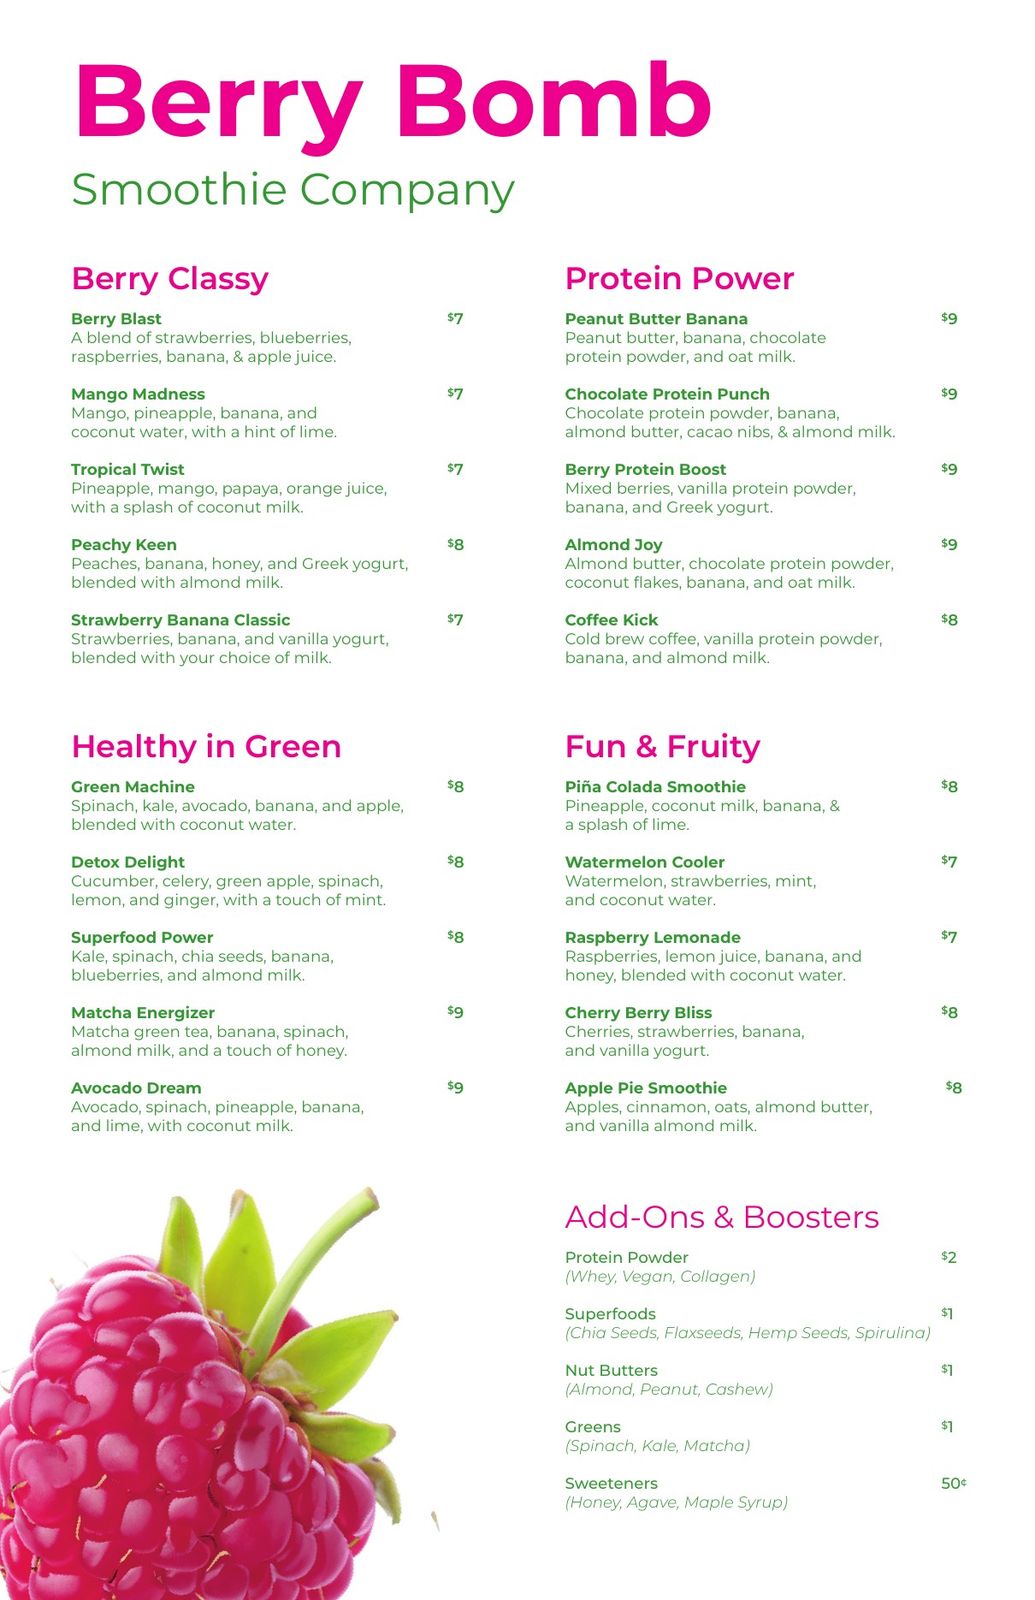 Berry Bomb
Smoothie Company
Berry Classy
Berry Blast $7
A blend of strawberries, blueberries,
raspberries, banana, & apple juice.
Mango Madness $7
Mango, pineapple, banana, and
coconut water, with a hint of lime.
Tropical Twist $7
Pineapple, mango, papaya, orange juice,
with a splash of coconut milk.
Peachy Keen $8
Peaches, banana, honey, and Greek yogurt,
blended with almond milk.
Strawberry Banana Classic $7
Strawberries, banana, and vanilla yogurt,
blended with your choice of milk.
Protein Power
Peanut Butter Banana $9
Peanut butter, banana, chocolate
protein powder, and oat milk.
Chocolate Protein Punch $9
Chocolate protein powder, banana,
almond butter, cacao nibs, & almond milk.
Berry Protein Boost $9
Mixed berries, vanilla protein powder,
banana, and Greek yogurt.
Almond Joy $9
Almond butter, chocolate protein powder,
coconut flakes, banana, and oat milk.
Coffee Kick $8
Cold brew coffee, vanilla protein powder,
banana, and almond milk.
Healthy in Green
Green Machine $8
Spinach, kale, avocado, banana, and apple,
blended with coconut water.
Detox Delight $8
Cucumber, celery, green apple, spinach,
lemon, and ginger, with a touch of mint.
Superfood Power $8
Kale, spinach, chia seeds, banana,
blueberries, and almond milk.
Matcha Energizer $9
Matcha green tea, banana, spinach,
almond milk, and a touch of honey.
Avocado Dream $9
Avocado, spinach, pineapple, banana,
and lime, with coconut milk.
Fun & Fruity
Piña Colada Smoothie $8
Pineapple, coconut milk, banana, &
a splash of lime.
Watermelon Cooler $7
Watermelon, strawberries, mint,
and coconut water.
Raspberry Lemonade $7
Raspberries, lemon juice, banana, and
honey, blended with coconut water.
Cherry Berry Bliss $8
Cherries, strawberries, banana,
and vanilla yogurt.
Apple Pie Smoothie $8
Apples, cinnamon, oats, almond butter,
and vanilla almond milk.
Add-Ons & Boosters
Protein Powder $2
(Whey, Vegan, Collagen)
Superfoods $1
(Chia Seeds, Flaxseeds, Hemp Seeds, Spirulina)
Nut Butters $1
(Almond, Peanut, Cashew)
Greens $1
(Spinach, Kale, Matcha)
Sweeteners 50¢
(Honey, Agave, Maple Syrup)